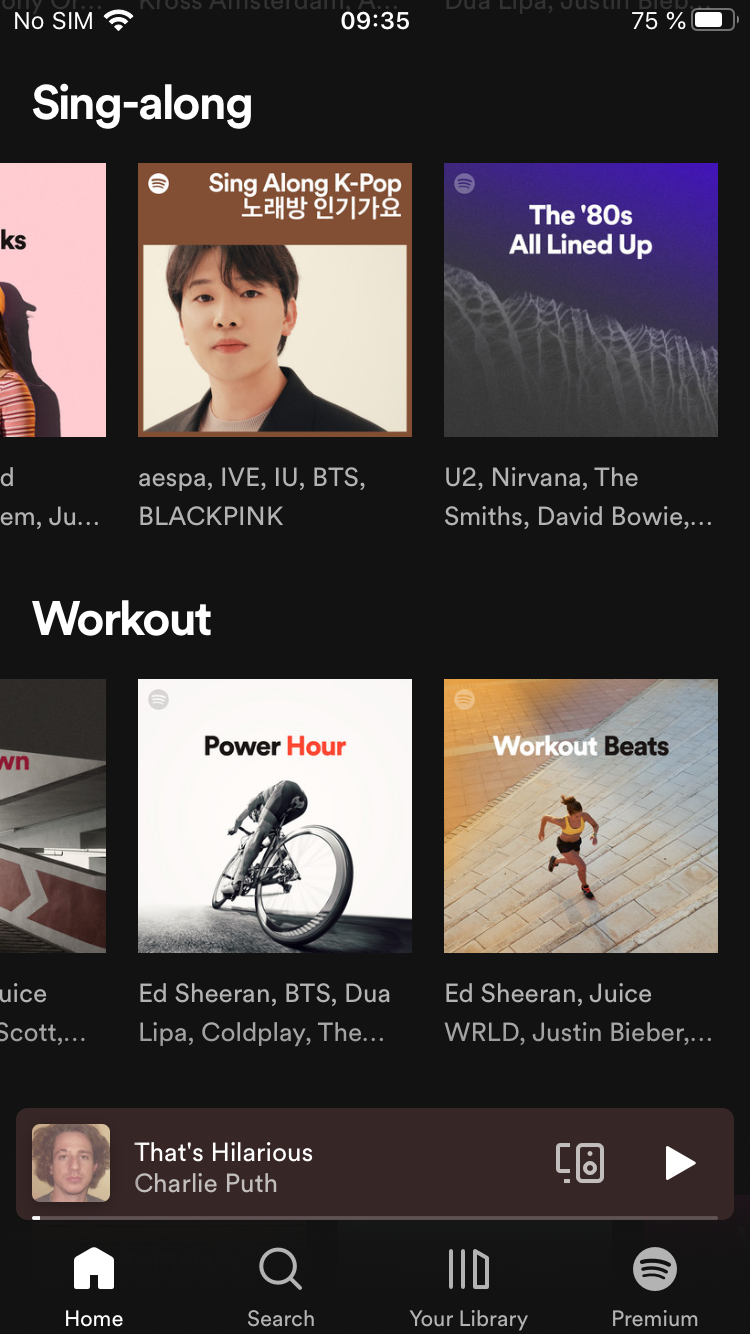 No SIM 09:35 75 %
Sing-along
ks
Sing Along K-Pop
노래방 인기가요
The '80s
All Lined Up
d
em, Ju...
aespa, IVE, IU, BTS,
BLACKPINK
U2, Nirvana, The
Smiths, David Bowie,...
Workout
wn
Power Hour
Workout Beats
uice
Scott,...
Ed Sheeran, BTS, Dua
Lipa, Coldplay, The...
Ed Sheeran, Juice
WRLD, Justin Bieber,...
That's Hilarious
Charlie Puth
Home
Search
Your Library
Premium